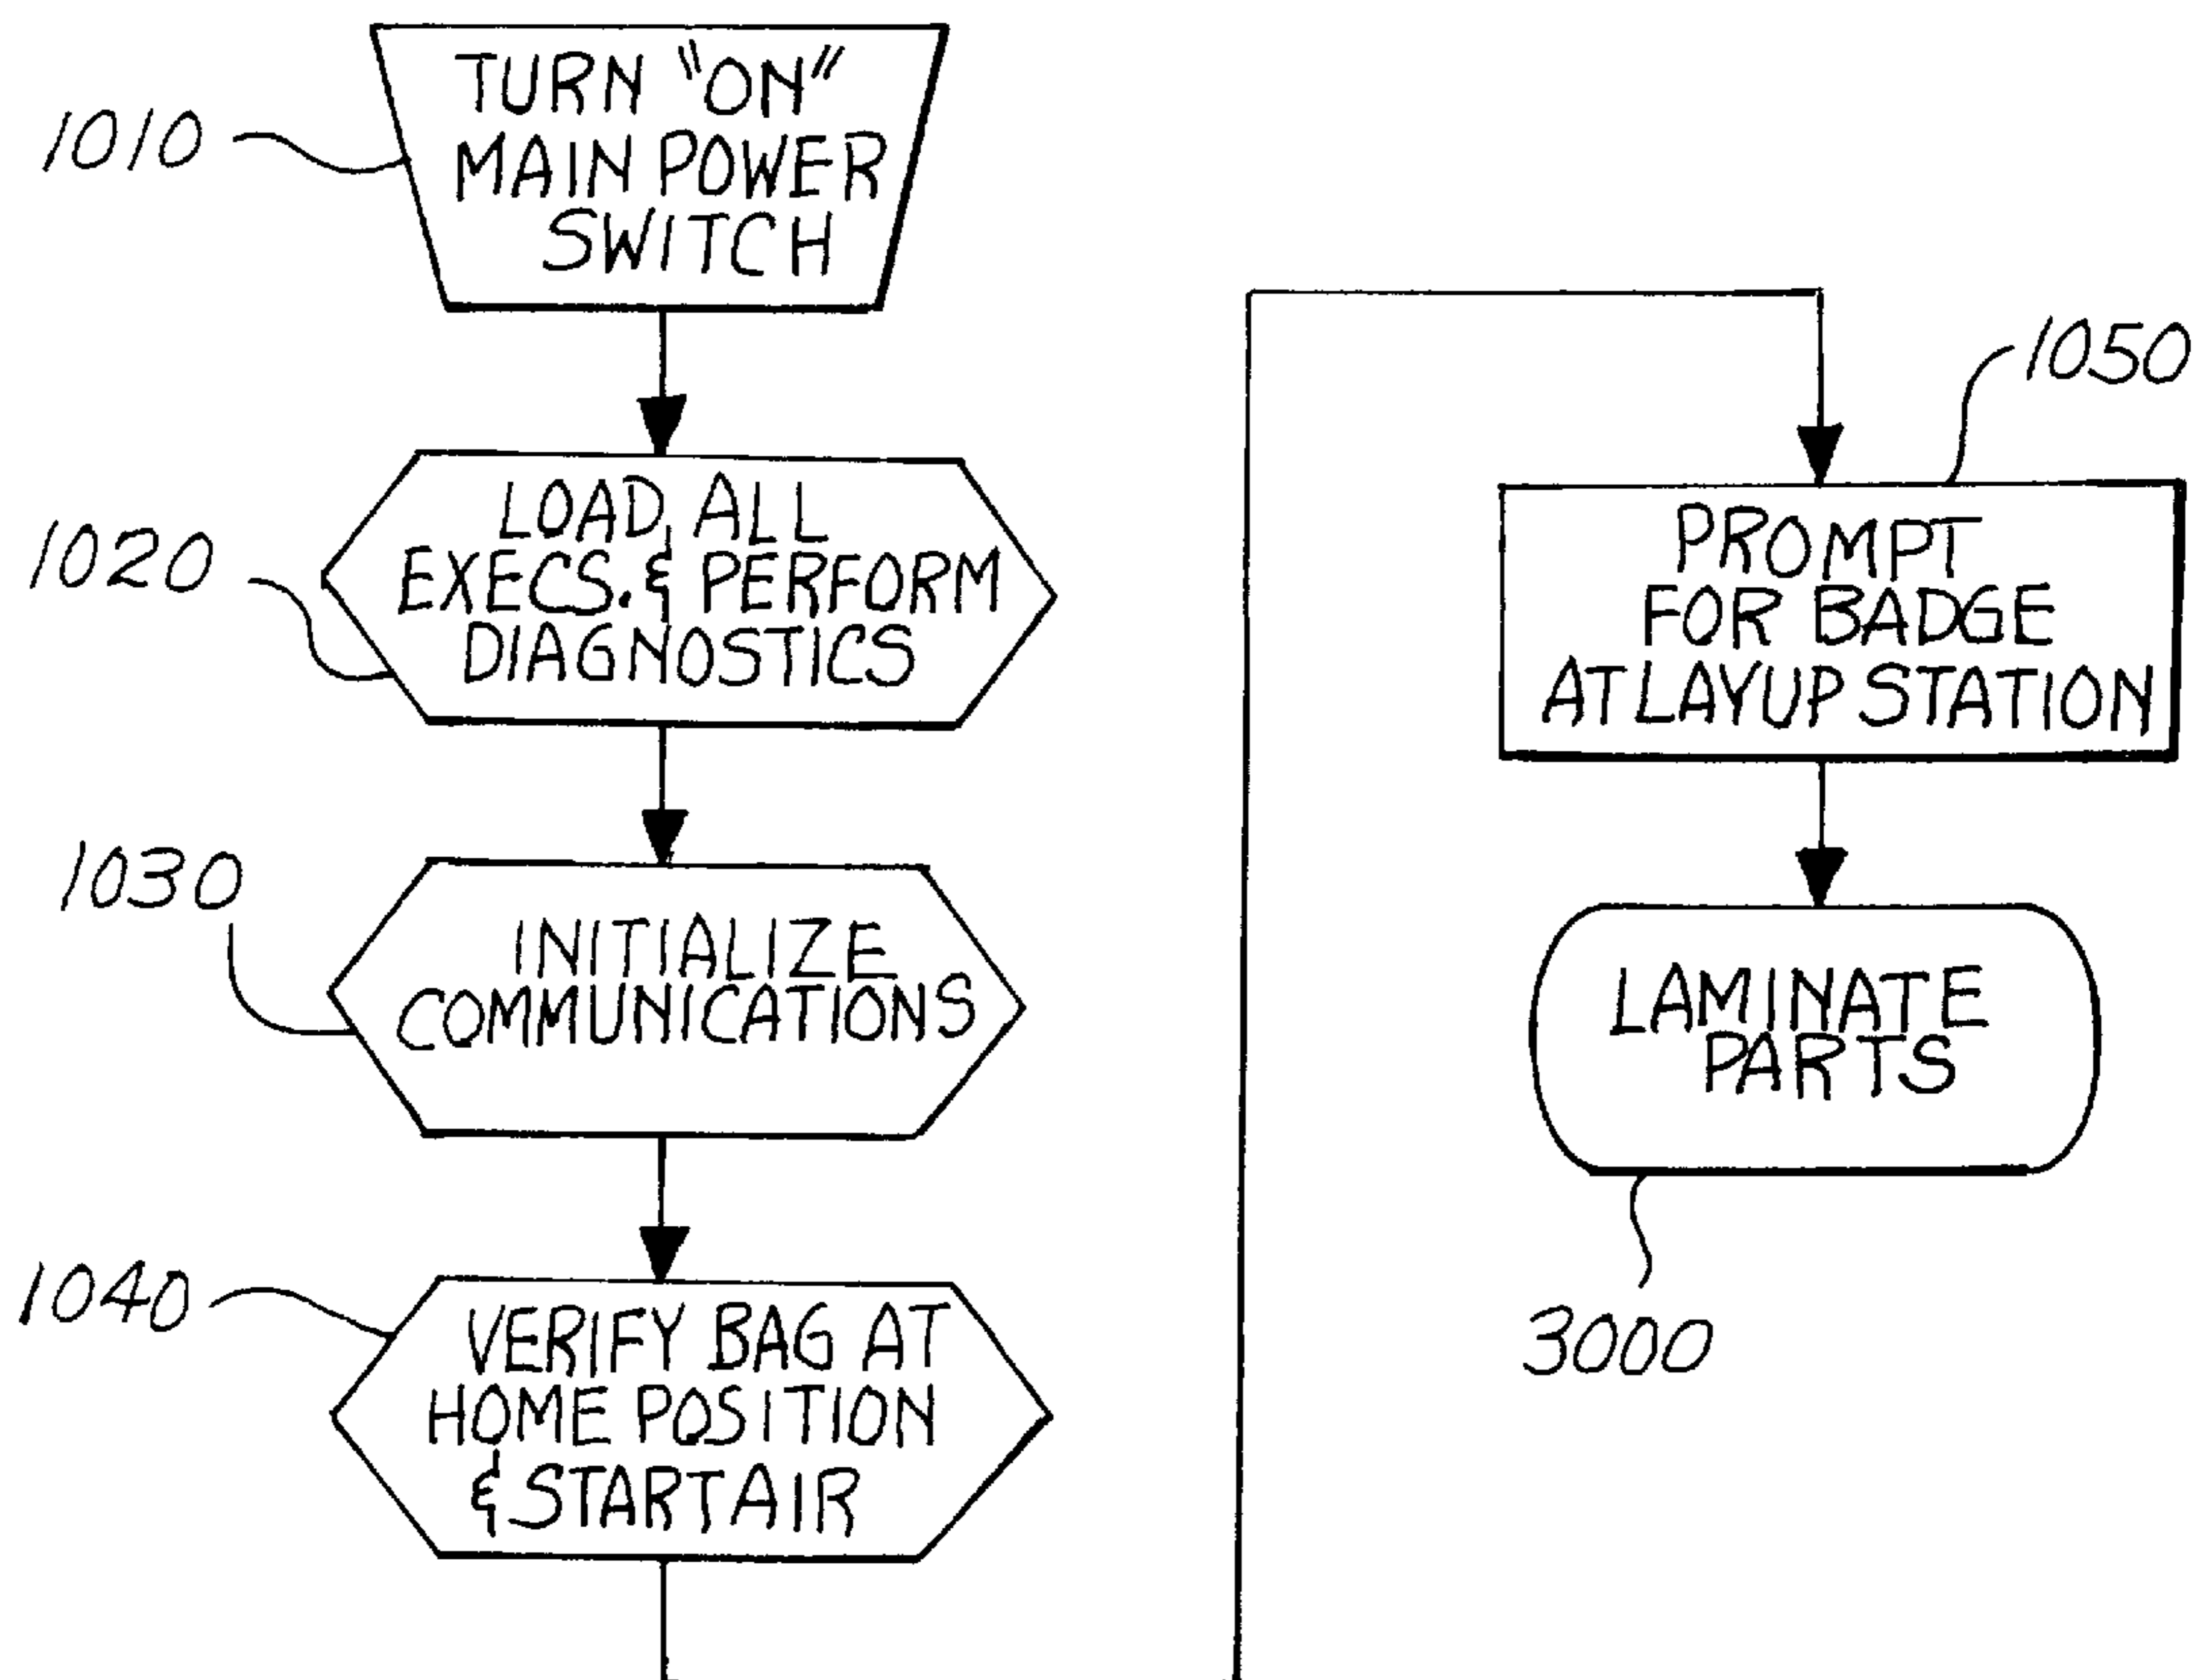 1010
TURN "ON"
MAIN POWER
SWITCH
1020
LOAD ALL
EXECS. & PERFORM
DIAGNOSTICS
1030
INITIALIZE
COMMUNICATIONS
1040
VERIFY BAG AT
HOME POSITION
& START AIR
1050
PROMPT
FOR BADGE
AT LAYUP STATION
LAMINATE
PARTS
3000